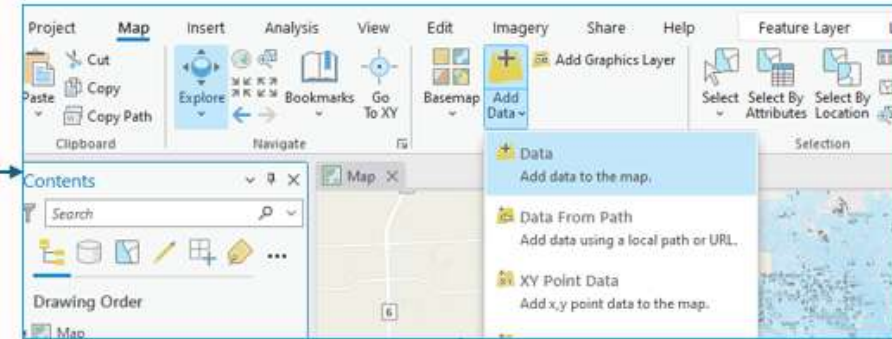 Project Map Insert Analysis View Edit Imagery Share Help Feature Layer
Cut
Copy
Copy Path
Paste
Clipboard
Explore
Bookmarks
Go
To XY
Navigate
Basemap
Add
Data
Add Graphics Layer
Select
Select By
Attributes
Select By
Location
Selection
Contents
Search
Drawing Order
Map
Map
6
Data
Add data to the map.
Data From Path
Add data using a local path or URL.
XY Point Data
Add x,y point data to the map.